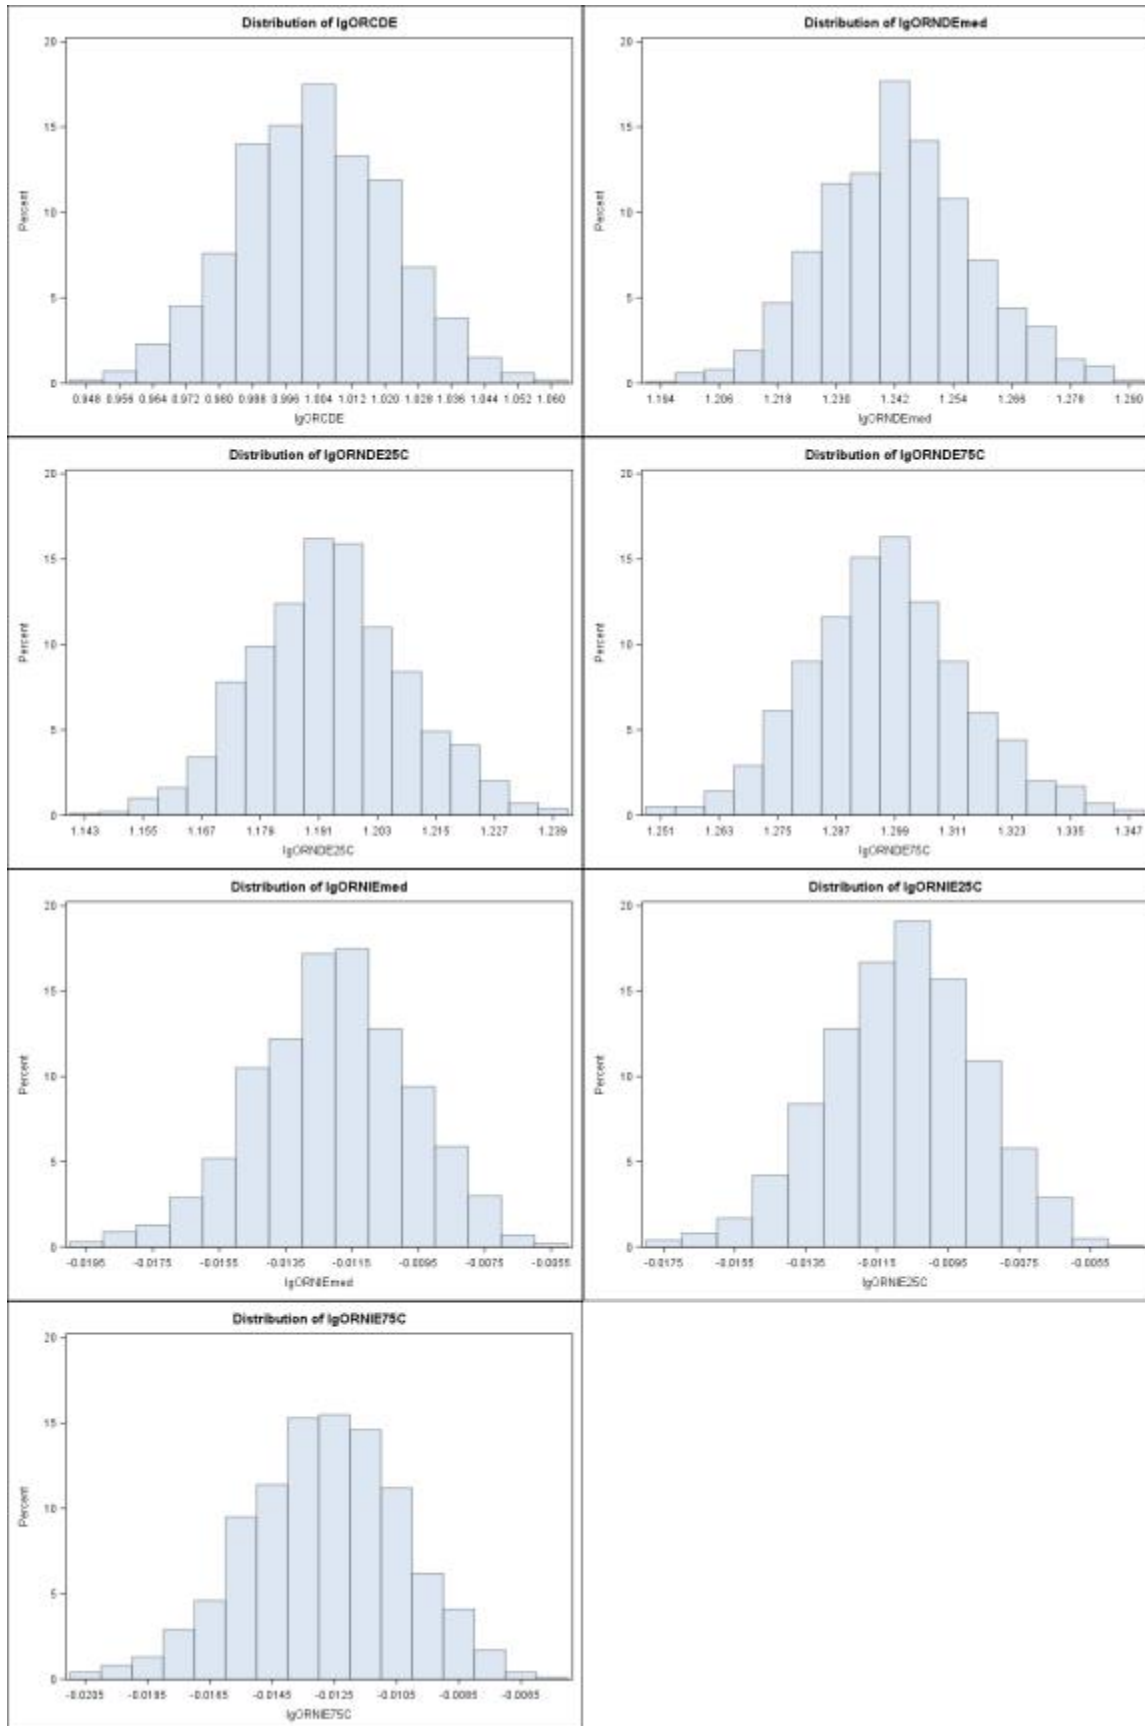 Distribution of lgORCDE
20
15
10
5
0
Percent
0.948 0.956 0.964 0.972 0.980 0.988 0.996 1.004 1.012 1.020 1.028 1.036 1.044 1.052 1.060
lgORCDE
Distribution of lgORNDEmed
20
15
10
5
0
Percent
1.194 1.206 1.218 1.230 1.242 1.254 1.266 1.278 1.290
lgORNDEmed
Distribution of lgORNDE25C
20
15
10
5
0
Percent
1.143 1.155 1.167 1.179 1.191 1.203 1.215 1.227 1.239
lgORNDE25C
Distribution of lgORNDE75C
20
15
10
5
0
Percent
1.251 1.263 1.275 1.287 1.299 1.311 1.323 1.335 1.347
lgORNDE75C
Distribution of lgORNIEmed
20
15
10
5
0
Percent
-0.0195 -0.0175 -0.0155 -0.0135 -0.0115 -0.0095 -0.0075 -0.0055
lgORNIEmed
Distribution of lgORNIE25C
20
15
10
5
0
Percent
-0.0175 -0.0155 -0.0135 -0.0115 -0.0095 -0.0075 -0.0055
lgORNIE25C
Distribution of lgORNIE75C
20
15
10
5
0
Percent
-0.0205 -0.0185 -0.0165 -0.0145 -0.0125 -0.0105 -0.0085 -0.0065
lgORNIE75C